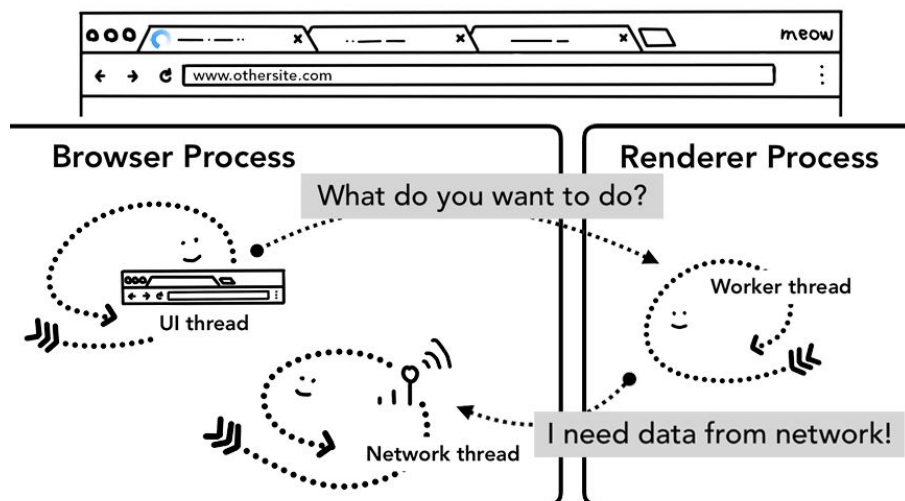 meow
www.othersite.com
Browser Process
Renderer Process
What do you want to do?
Worker thread
UI thread
I need data from network!
Network thread